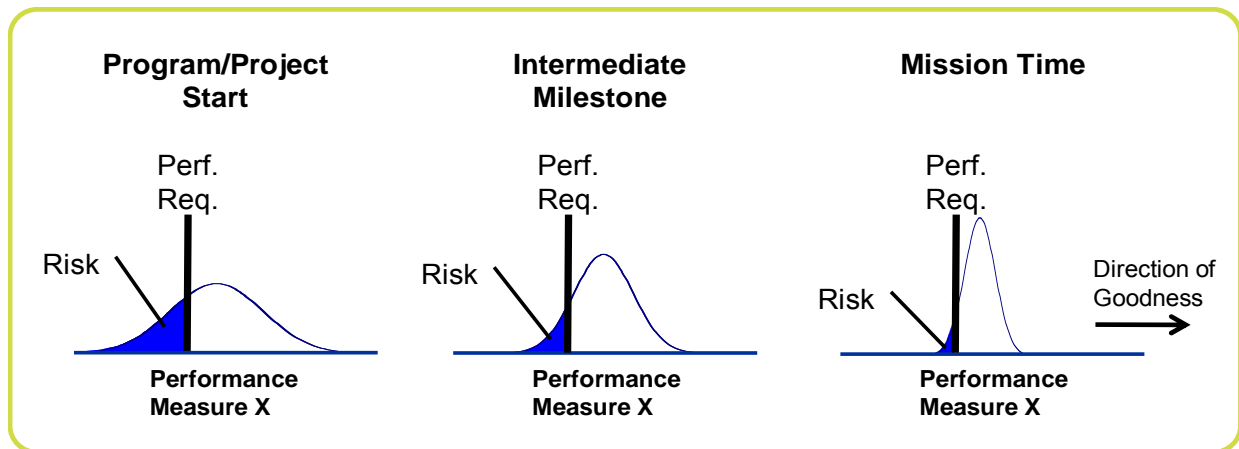 Program/Project
Start
Perf.
Req.
Risk
Performance
Measure X
Intermediate
Milestone
Perf.
Req.
Risk
Performance
Measure X
Mission Time
Perf.
Req.
Risk
Direction of
Goodness
Performance
Measure X